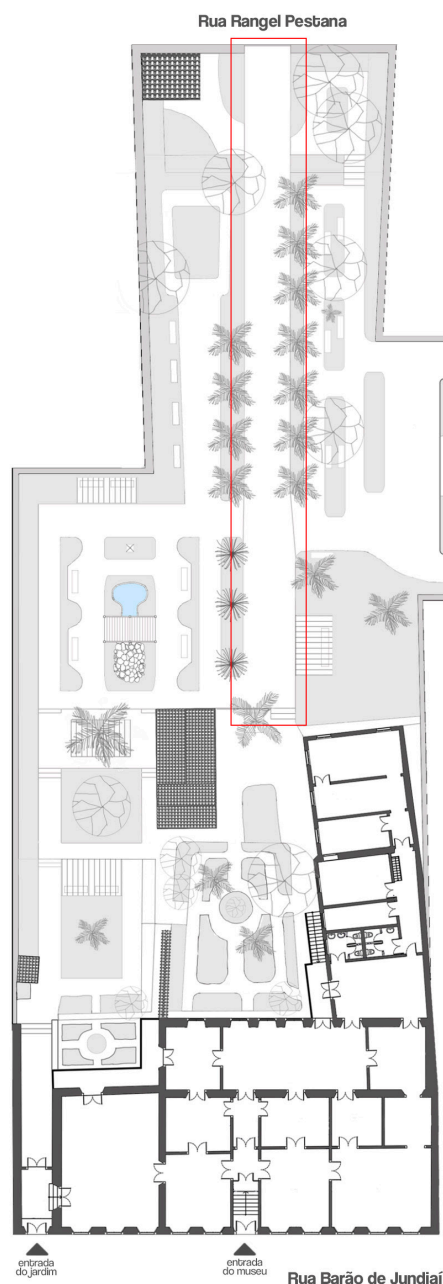 Rua Rangel Pestana
entrada
do jardim
entrada
do museu
Rua Barão de Jundiaí